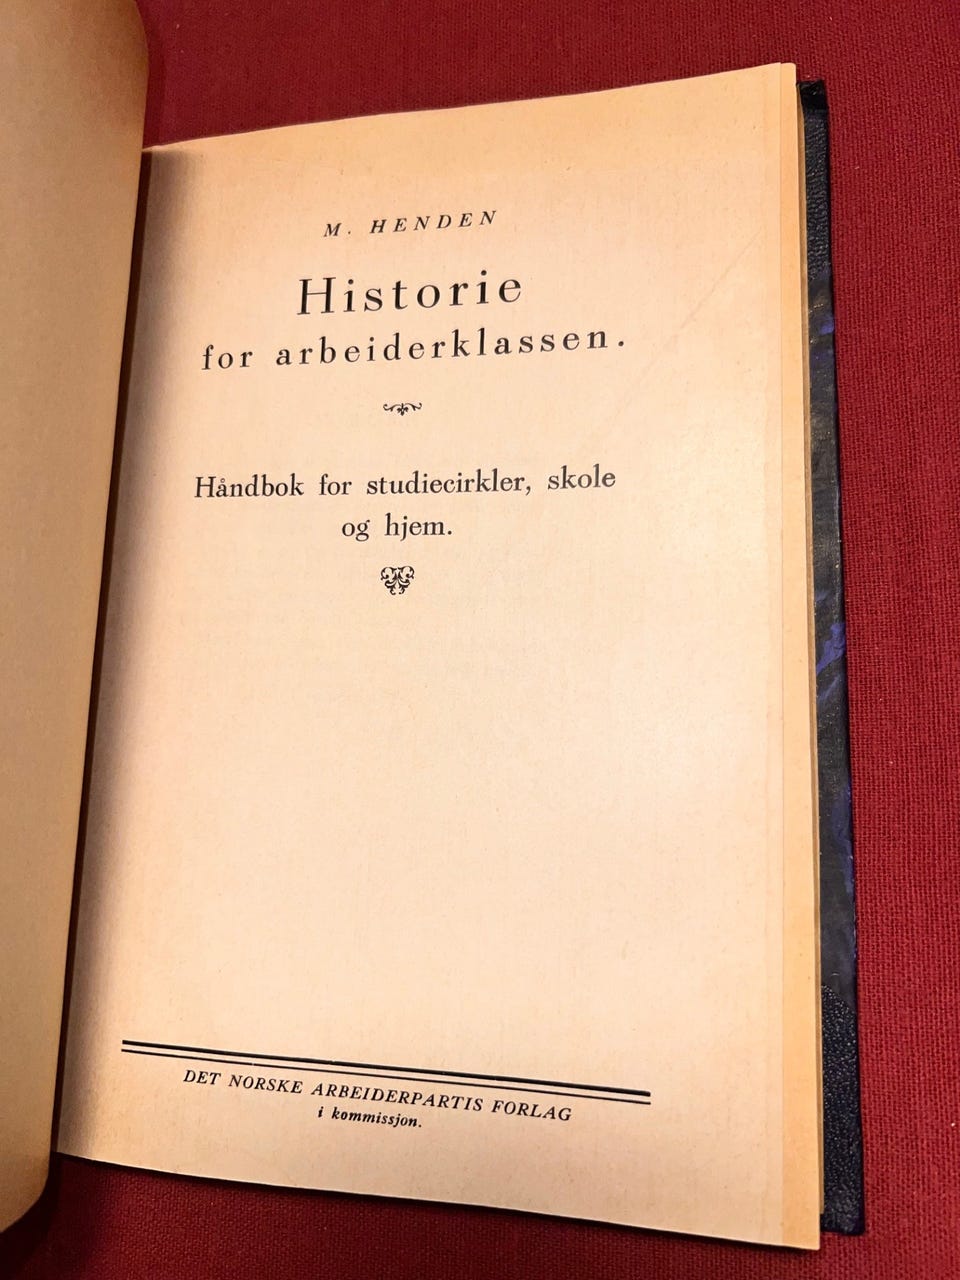 M. HENDEN
Historie
for arbeiderklassen.
Håndbok for studiecirkler, skole
og hjem.
DET NORSKE ARBEIDERPARTIS FORLAG
i kommissjon.